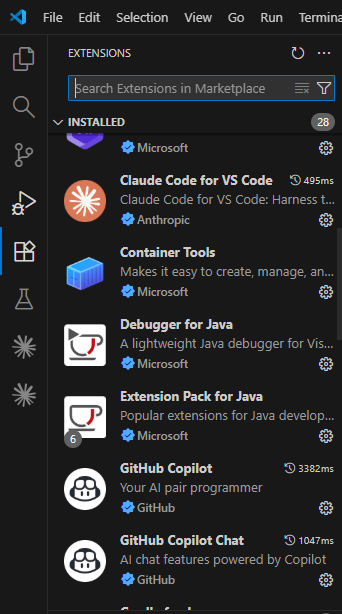 File Edit Selection View Go Run Termina
EXTENSIONS
Search Extensions in Marketplace
INSTALLED 28
Microsoft
Claude Code for VS Code 495ms
Claude Code for VS Code: Harness t...
Anthropic
Container Tools
Makes it easy to create, manage, an...
Microsoft
Debugger for Java
A lightweight Java debugger for Vis...
Microsoft
Extension Pack for Java
Popular extensions for Java develop...
6 Microsoft
GitHub Copilot 3382ms
Your AI pair programmer
GitHub
GitHub Copilot Chat 1047ms
AI chat features powered by Copilot
GitHub